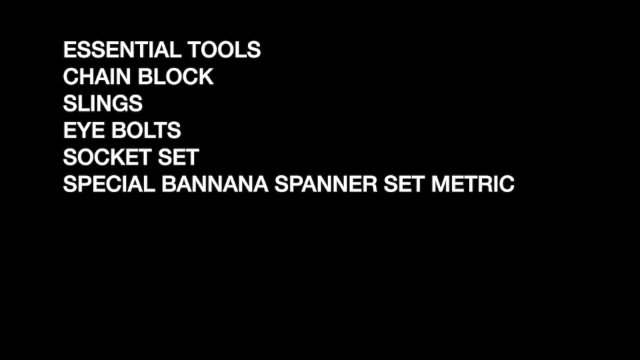 ESSENTIAL TOOLS
CHAIN BLOCK
SLINGS
EYE BOLTS
SOCKET SET
SPECIAL BANNANA SPANNER SET METRIC